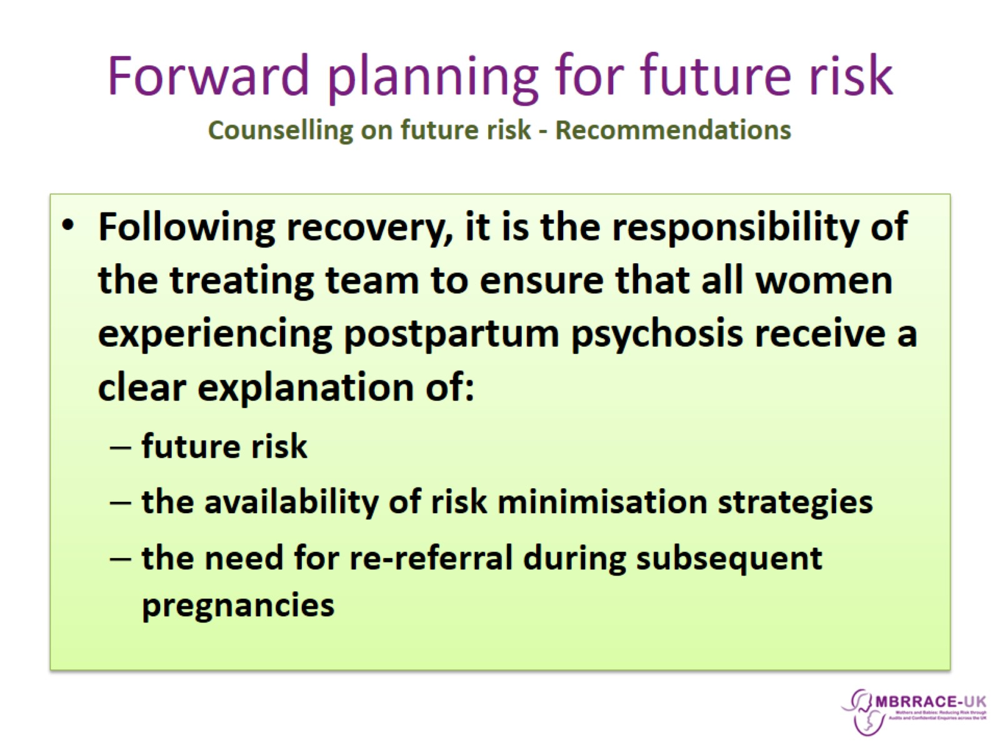 Forward planning for future risk
Counselling on future risk - Recommendations
• Following recovery, it is the responsibility of
the treating team to ensure that all women
experiencing postpartum psychosis receive a
clear explanation of:
– future risk
– the availability of risk minimisation strategies
– the need for re-referral during subsequent
pregnancies
MBRRACE-UK
Mothers and Babies: Reducing Risk through
Audits and Confidential Enquiries across the UK